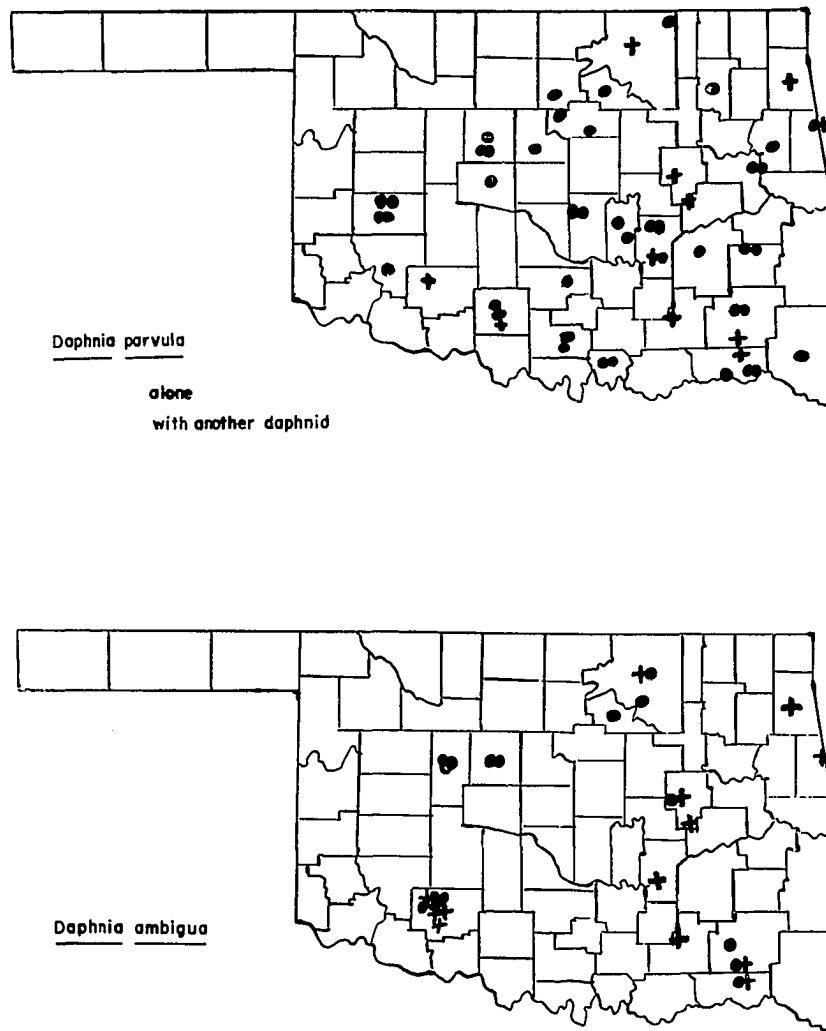 Daphnia parvula
alone
with another daphnid
Daphnia ambigua